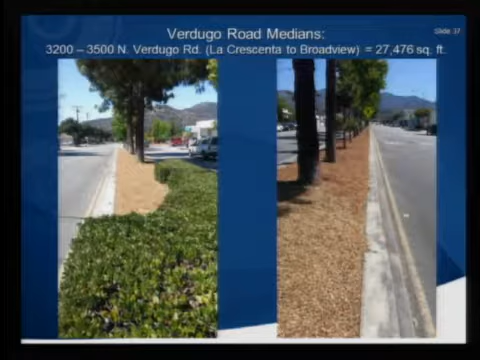 Slide 37
Verdugo Road Medians:
3200 – 3500 N. Verdugo Rd. (La Crescenta to Broadview) = 27,476 sq. ft.